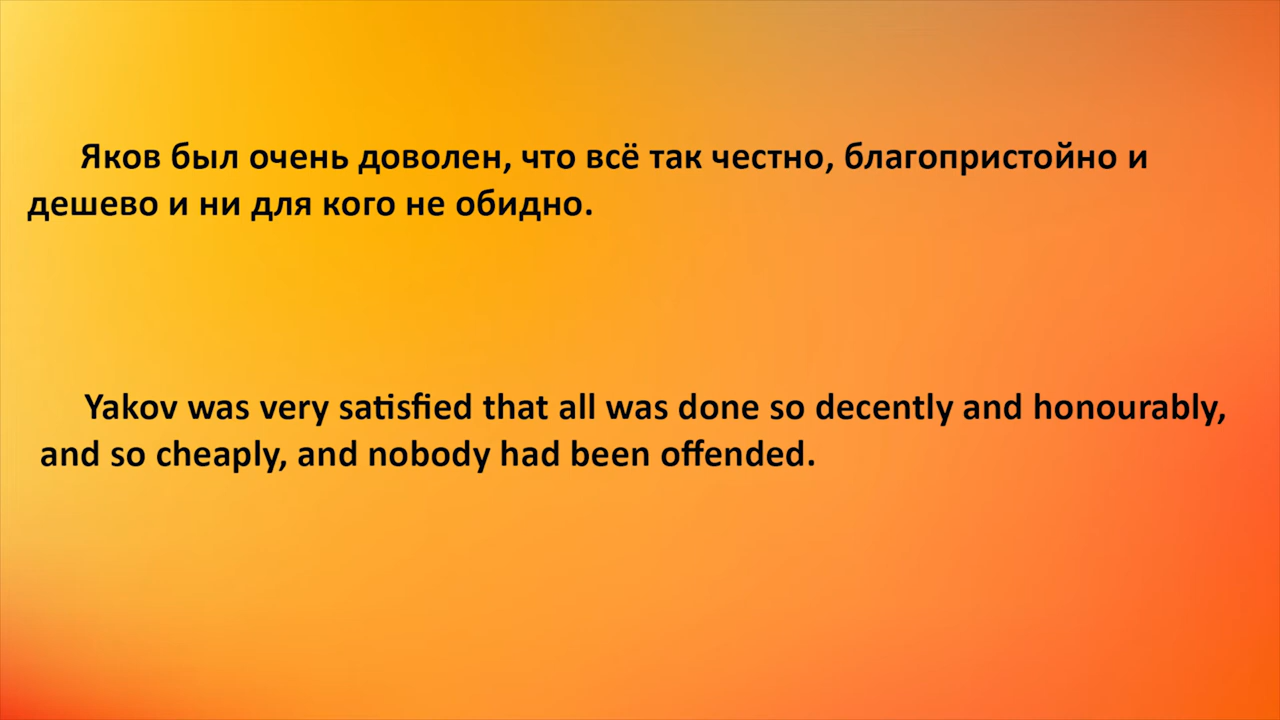 Яков был очень доволен, что всё так честно, благопристойно и
дешево и ни для кого не обидно.
Yakov was very satisfied that all was done so decently and honourably,
and so cheaply, and nobody had been offended.